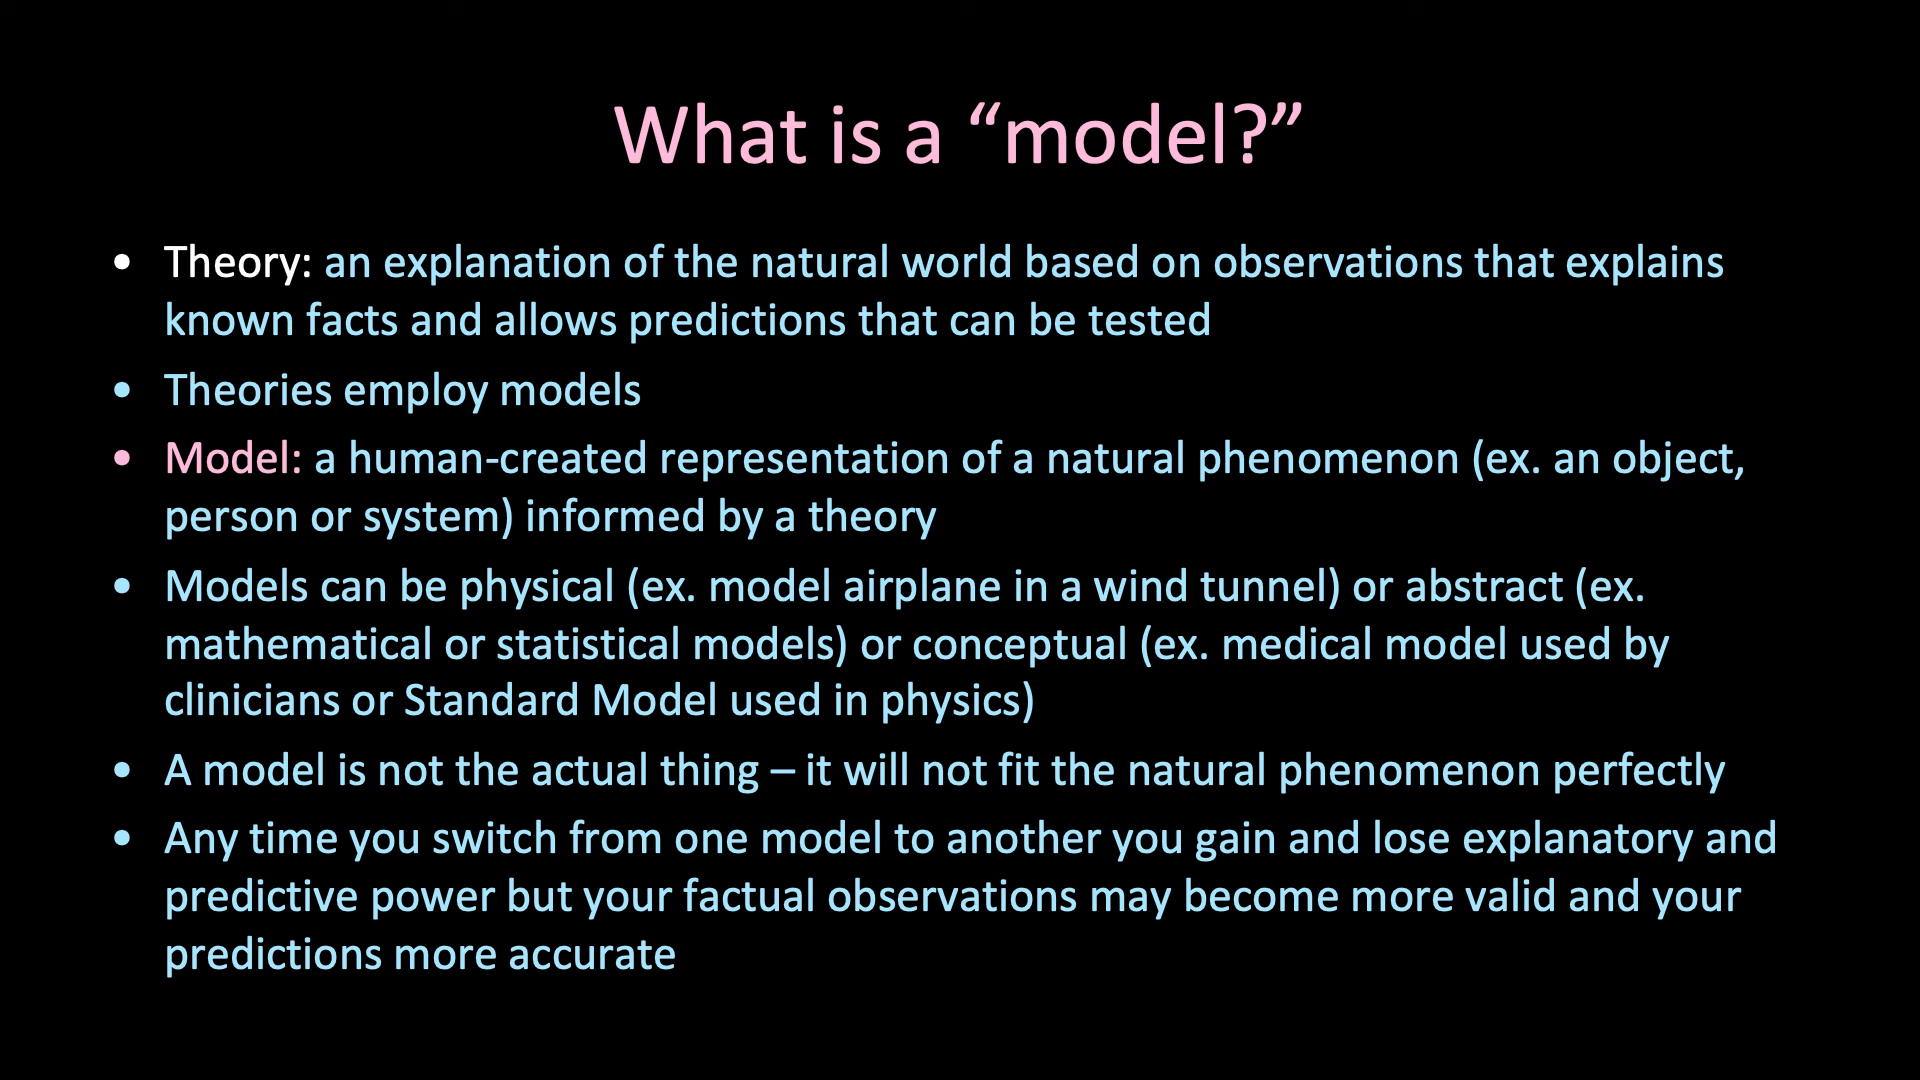 What is a “model?”
• Theory: an explanation of the natural world based on observations that explains
known facts and allows predictions that can be tested
• Theories employ models
• Model: a human-created representation of a natural phenomenon (ex. an object,
person or system) informed by a theory
• Models can be physical (ex. model airplane in a wind tunnel) or abstract (ex.
mathematical or statistical models) or conceptual (ex. medical model used by
clinicians or Standard Model used in physics)
• A model is not the actual thing – it will not fit the natural phenomenon perfectly
• Any time you switch from one model to another you gain and lose explanatory and
predictive power but your factual observations may become more valid and your
predictions more accurate